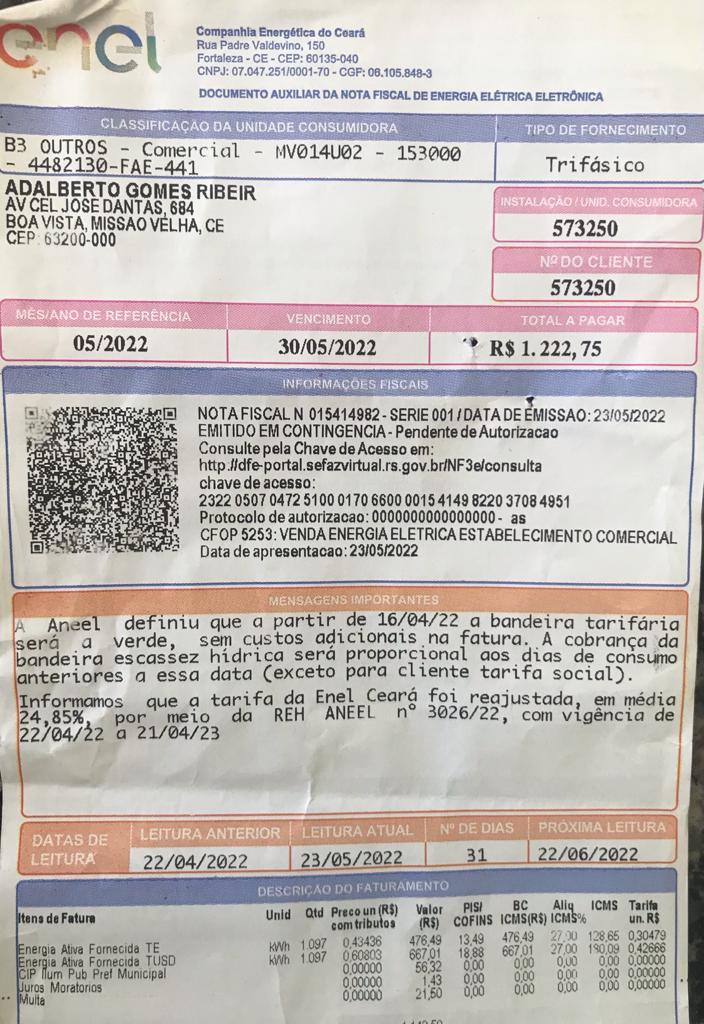 enel
Companhia Energética do Ceará
Rua Padre Valdevino, 150
Fortaleza - CE - CEP: 60135-040
CNPJ: 07.047.251/0001-70 - CGF: 06.105.848-3
DOCUMENTO AUXILIAR DA NOTA FISCAL DE ENERGIA ELÉTRICA ELETRÔNICA
CLASSIFICAÇÃO DA UNIDADE CONSUMIDORA
B3 OUTROS - Comercial - MV014U02 - 153000
- 4482130-FAE-441
TIPO DE FORNECIMENTO
Trifásico
ADALBERTO GOMES RIBEIR
AV CEL JOSE DANTAS, 684
BOA VISTA, MISSAO VELHA, CE
CEP: 63200-000
INSTALAÇÃO / UNID. CONSUMIDORA
573250
Nº DO CLIENTE
573250
MÊS/ANO DE REFERÊNCIA VENCIMENTO TOTAL A PAGAR
05/2022 30/05/2022 R$ 1.222,75
INFORMAÇÕES FISCAIS
NOTA FISCAL N 015414982 - SERIE 001 / DATA DE EMISSAO: 23/05/2022
EMITIDO EM CONTINGENCIA - Pendente de Autorizacao
Consulte pela Chave de Acesso em:
http://dfe-portal.sefazvirtual.rs.gov.br/NF3e/consulta
chave de acesso:
2322 0507 0472 5100 0170 6600 0015 4149 8220 3708 4951
Protocolo de autorizacao: 0000000000000000 - as
CFOP 5253: VENDA ENERGIA ELETRICA ESTABELECIMENTO COMERCIAL
Data de apresentacao: 23/05/2022
MENSAGENS IMPORTANTES
A Aneel definiu que a partir de 16/04/22 a bandeira tarifária
será a verde, sem custos adicionais na fatura. A cobrança da
bandeira escassez hídrica será proporcional aos dias de consumo
anteriores a essa data (exceto para cliente tarifa social).
Informamos que a tarifa da Enel Ceará foi reajustada, em média
24,85%, por meio da REH ANEEL nº 3026/22, com vigência de
22/04/22 a 21/04/23
DATAS DE LEITURA
LEITURA ANTERIOR LEITURA ATUAL Nº DE DIAS PRÓXIMA LEITURA
22/04/2022 23/05/2022 31 22/06/2022
DESCRIÇÃO DO FATURAMENTO
Itens de Fatura Unid Qtd Preco un (R$) com tributos Valor (R$) PIS/ COFINS BC ICMS(R$) Aliq ICMS% ICMS Tarifa un. R$
Energia Ativa Fornecida TE kWh 1.097 0,43436 476,49 13,49 476,49 27,00 128,65 0,30479
Energia Ativa Fornecida TUSD kWh 1.097 0,60803 667,01 18,88 667,01 27,00 180,09 0,42666
CIP Ilum Pub Pref Municipal 0,00000 56,32 0,00 0,00 0,00 0,00 0,00000
Juros Moratorios 0,00000 1,43 0,00 0,00 0,00 0,00 0,00000
Multa 0,00000 21,50 0,00 0,00 0,00 0,00 0,00000